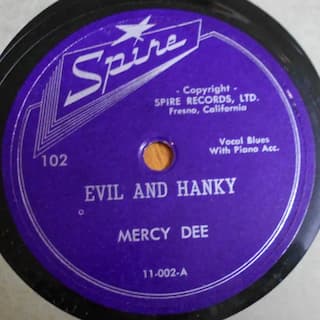 Spire
- Copyright -
SPIRE RECORDS, LTD.
Fresno, California
102
Vocal Blues
With Piano Acc.
EVIL AND HANKY
MERCY DEE
11-002-A